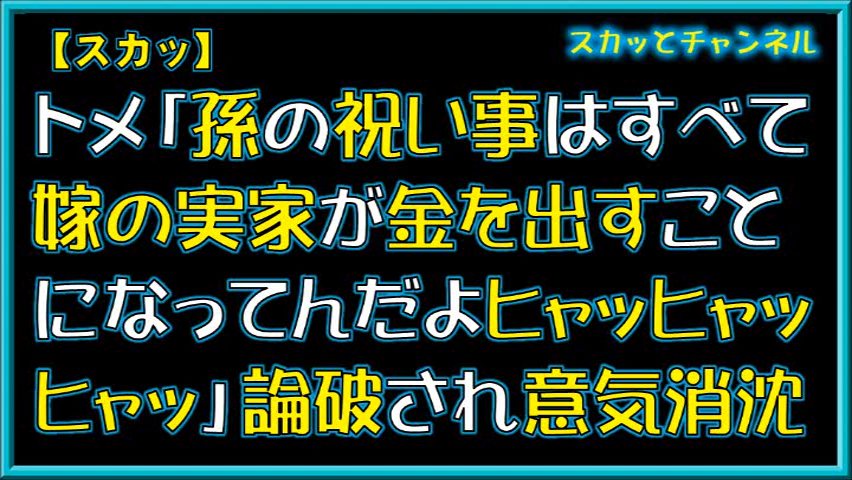 【スカッ】
スカッとチャンネル
トメ「孫の祝い事はすべて
嫁の実家が金を出すこと
になってんだよヒャッヒャッ
ヒャッ」論破され意気消沈